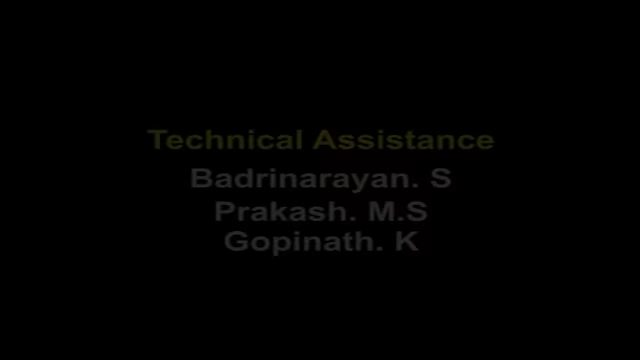 Technical Assistance
Badrinarayan. S
Prakash. M.S
Gopinath. K